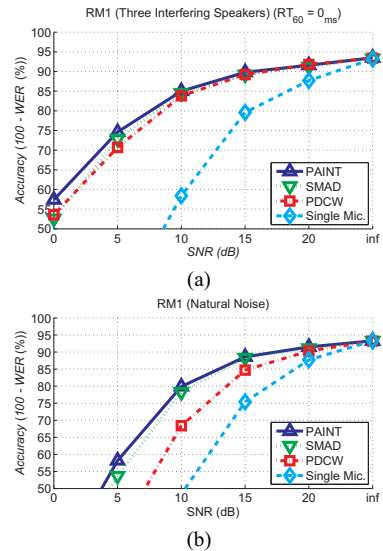 RM1 (Three Interfering Speakers) (RT60 = 0ms)
100
95
90
85
80
75
70
65
60
55
50
Accuracy (100 - WER (%))
PAINT
SMAD
PDCW
Single Mic.
0 5 10 15 20 inf
SNR (dB)
(a)
RM1 (Natural Noise)
100
95
90
85
80
75
70
65
60
55
50
Accuracy (100 - WER (%))
PAINT
SMAD
PDCW
Single Mic.
0 5 10 15 20 inf
SNR (dB)
(b)